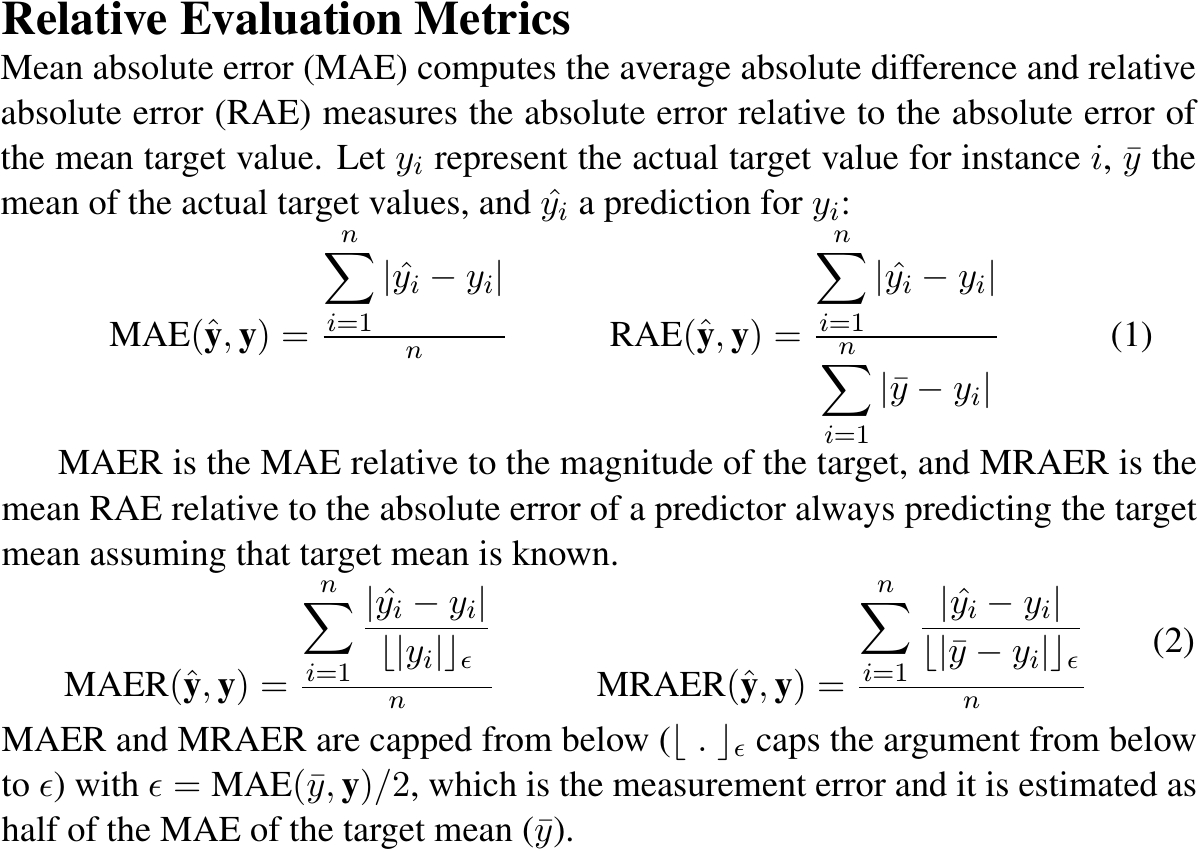 Relative Evaluation Metrics
Mean absolute error (MAE) computes the average absolute difference and relative
absolute error (RAE) measures the absolute error relative to the absolute error of
the mean target value. Let $y_i$ represent the actual target value for instance $i$, $\bar{y}$ the
mean of the actual target values, and $\hat{y_i}$ a prediction for $y_i$:
$\text{MAE}(\hat{\mathbf{y}}, \mathbf{y}) = \frac{\sum_{i=1}^{n} |\hat{y_i} - y_i|}{n} \qquad \text{RAE}(\hat{\mathbf{y}}, \mathbf{y}) = \frac{\sum_{i=1}^{n} |\hat{y_i} - y_i|}{\sum_{i=1}^{n} |\bar{y} - y_i|} \qquad (1)$
MAER is the MAE relative to the magnitude of the target, and MRAER is the
mean RAE relative to the absolute error of a predictor always predicting the target
mean assuming that target mean is known.
$\text{MAER}(\hat{\mathbf{y}}, \mathbf{y}) = \frac{\sum_{i=1}^{n} \frac{|\hat{y_i} - y_i|}{\lfloor |y_i| \rfloor_\epsilon}}{n} \qquad \text{MRAER}(\hat{\mathbf{y}}, \mathbf{y}) = \frac{\sum_{i=1}^{n} \frac{|\hat{y_i} - y_i|}{\lfloor |\bar{y} - y_i| \rfloor_\epsilon}}{n} \qquad (2)$
MAER and MRAER are capped from below ($\lfloor \; . \; \rfloor_\epsilon$ caps the argument from below
to $\epsilon$) with $\epsilon = \text{MAE}(\bar{y}, \mathbf{y})/2$, which is the measurement error and it is estimated as
half of the MAE of the target mean ($\bar{y}$).